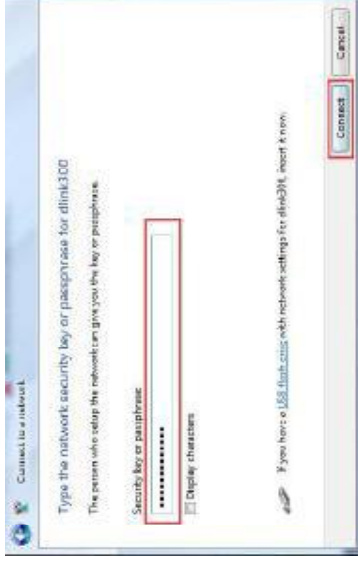 Connect to a network
Type the network security key or passphrase for dlink300
The person who setup the network can give you the key or passphrase.
Security key or passphrase:
••••••••••••
Display characters
If you have a USB flash drive with network settings for dlink300, insert it now.
Connect
Cancel